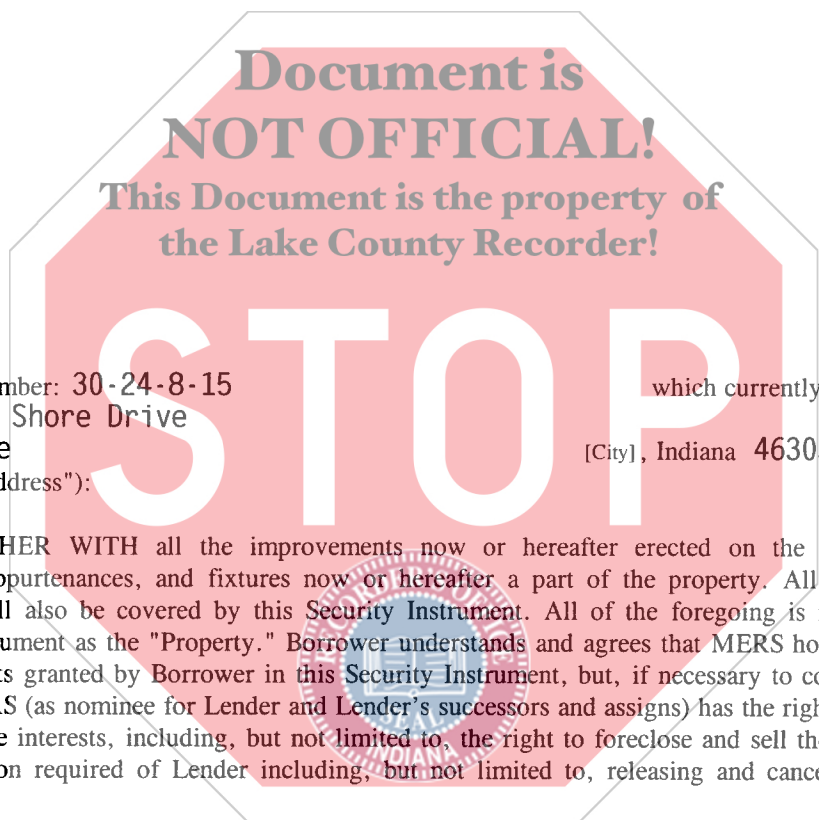 Document is
NOT OFFICIAL!
This Document is the property of
the Lake County Recorder!
STOP
mber: 30-24-8-15 which currently
Shore Drive
e [City], Indiana 4630
ddress"):
HER WITH all the improvements now or hereafter erected on the
ppurtenances, and fixtures now or hereafter a part of the property. All
ll also be covered by this Security Instrument. All of the foregoing is
ument as the "Property." Borrower understands and agrees that MERS ho
ts granted by Borrower in this Security Instrument, but, if necessary to co
RS (as nominee for Lender and Lender's successors and assigns) has the righ
e interests, including, but not limited to, the right to foreclose and sell th
on required of Lender including, but not limited to, releasing and cance
RECORDER'S OFFICE
SEAL
INDIANA